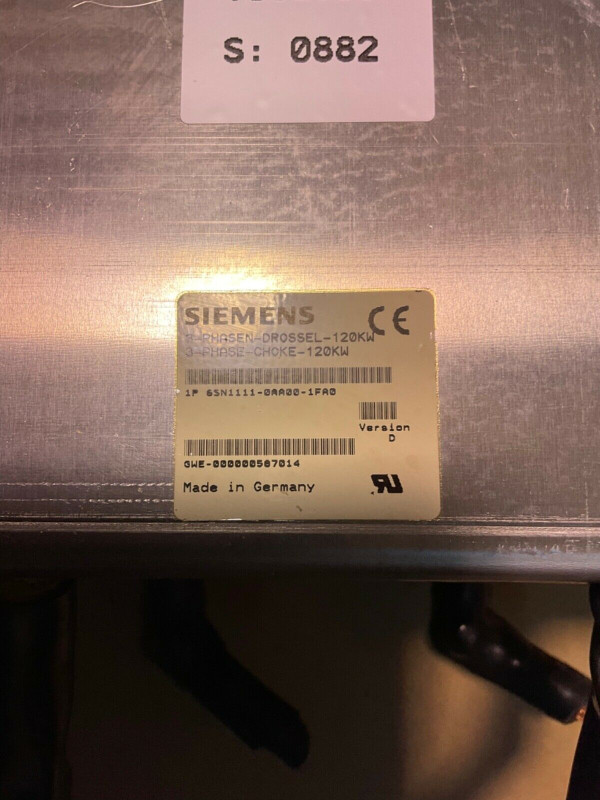 S: 0882
SIEMENS
CE
3-PHASEN-DROSSEL-120KW
3-PHASE-CHOKE-120KW
1P 6SN1111-0AA00-1FA0
Version
D
GWE-000000587014
Made in Germany